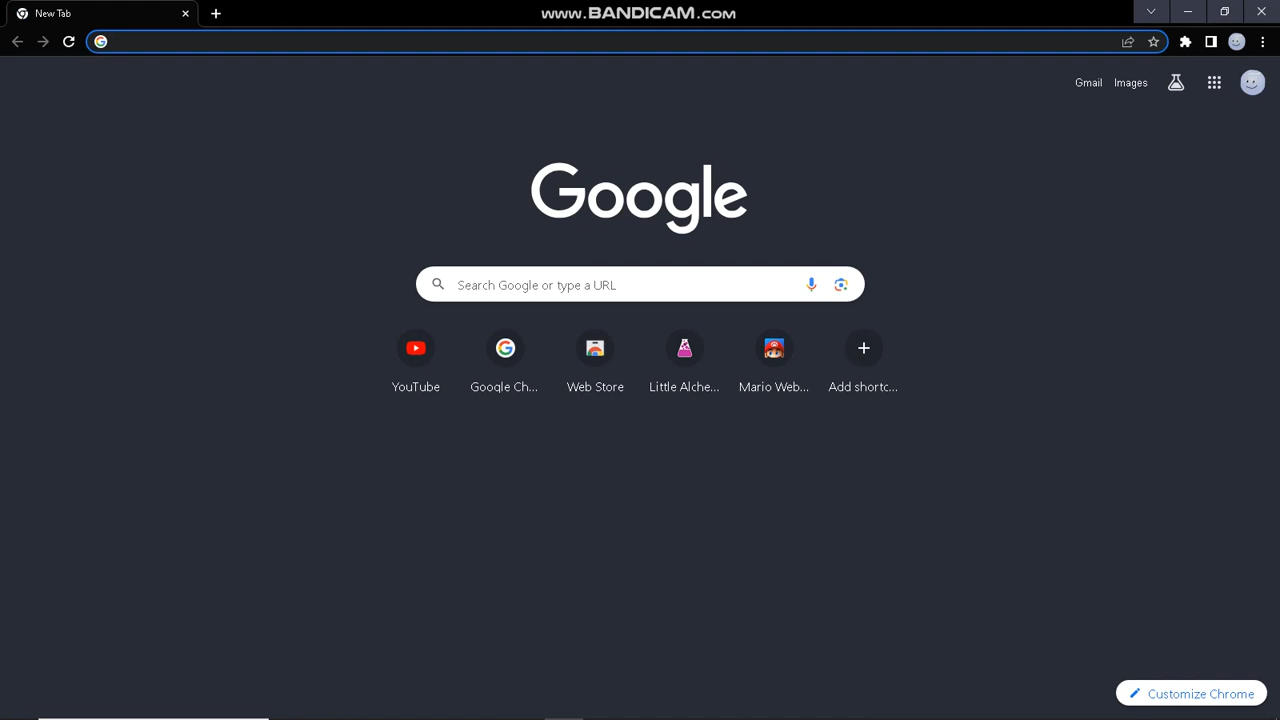 New Tab
www.BANDICAM.com
Gmail Images
Google
Search Google or type a URL
YouTube Google Ch... Web Store Little Alche... Mario Web... Add shortc...
Customize Chrome